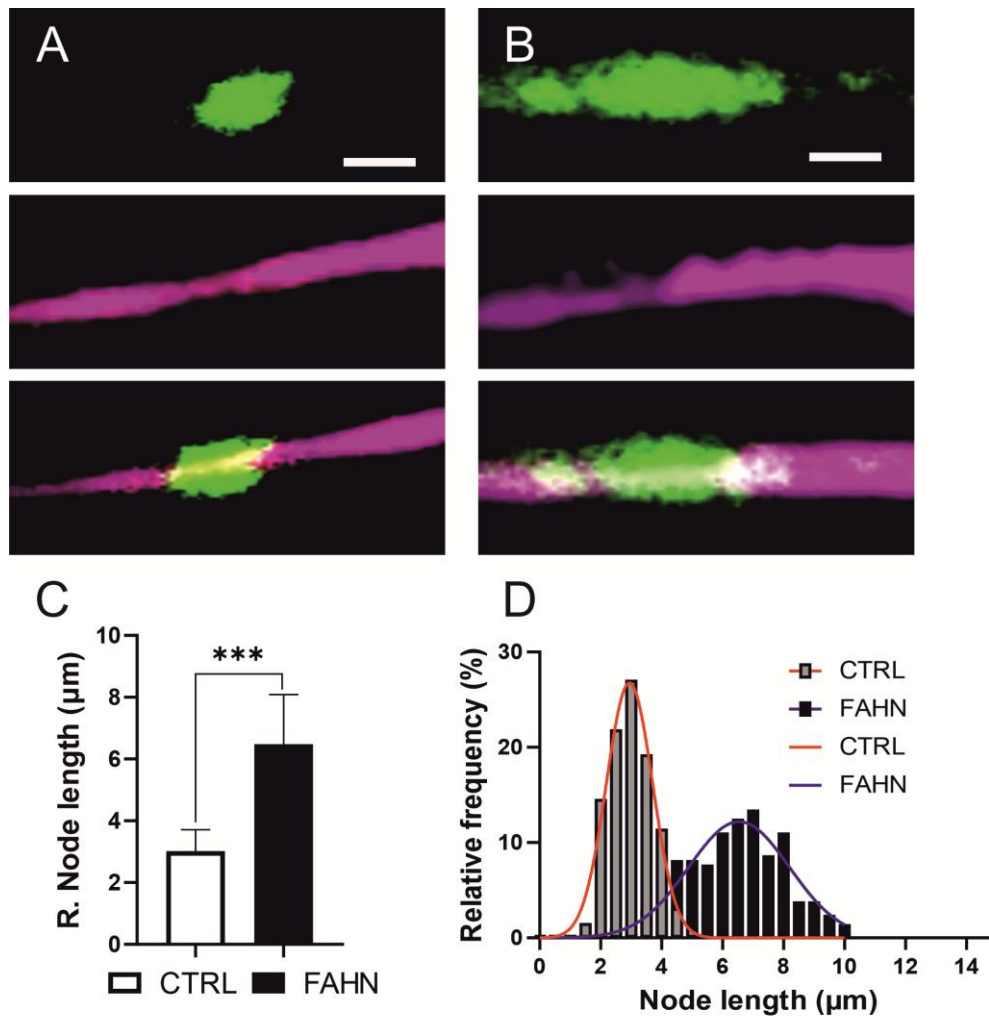 A
B
C
10
8
6
4
2
0
R. Node length (µm)
***
CTRL
FAHN
D
30
20
10
0
Relative frequency (%)
CTRL
FAHN
CTRL
FAHN
0 2 4 6 8 10 12 14
Node length (µm)